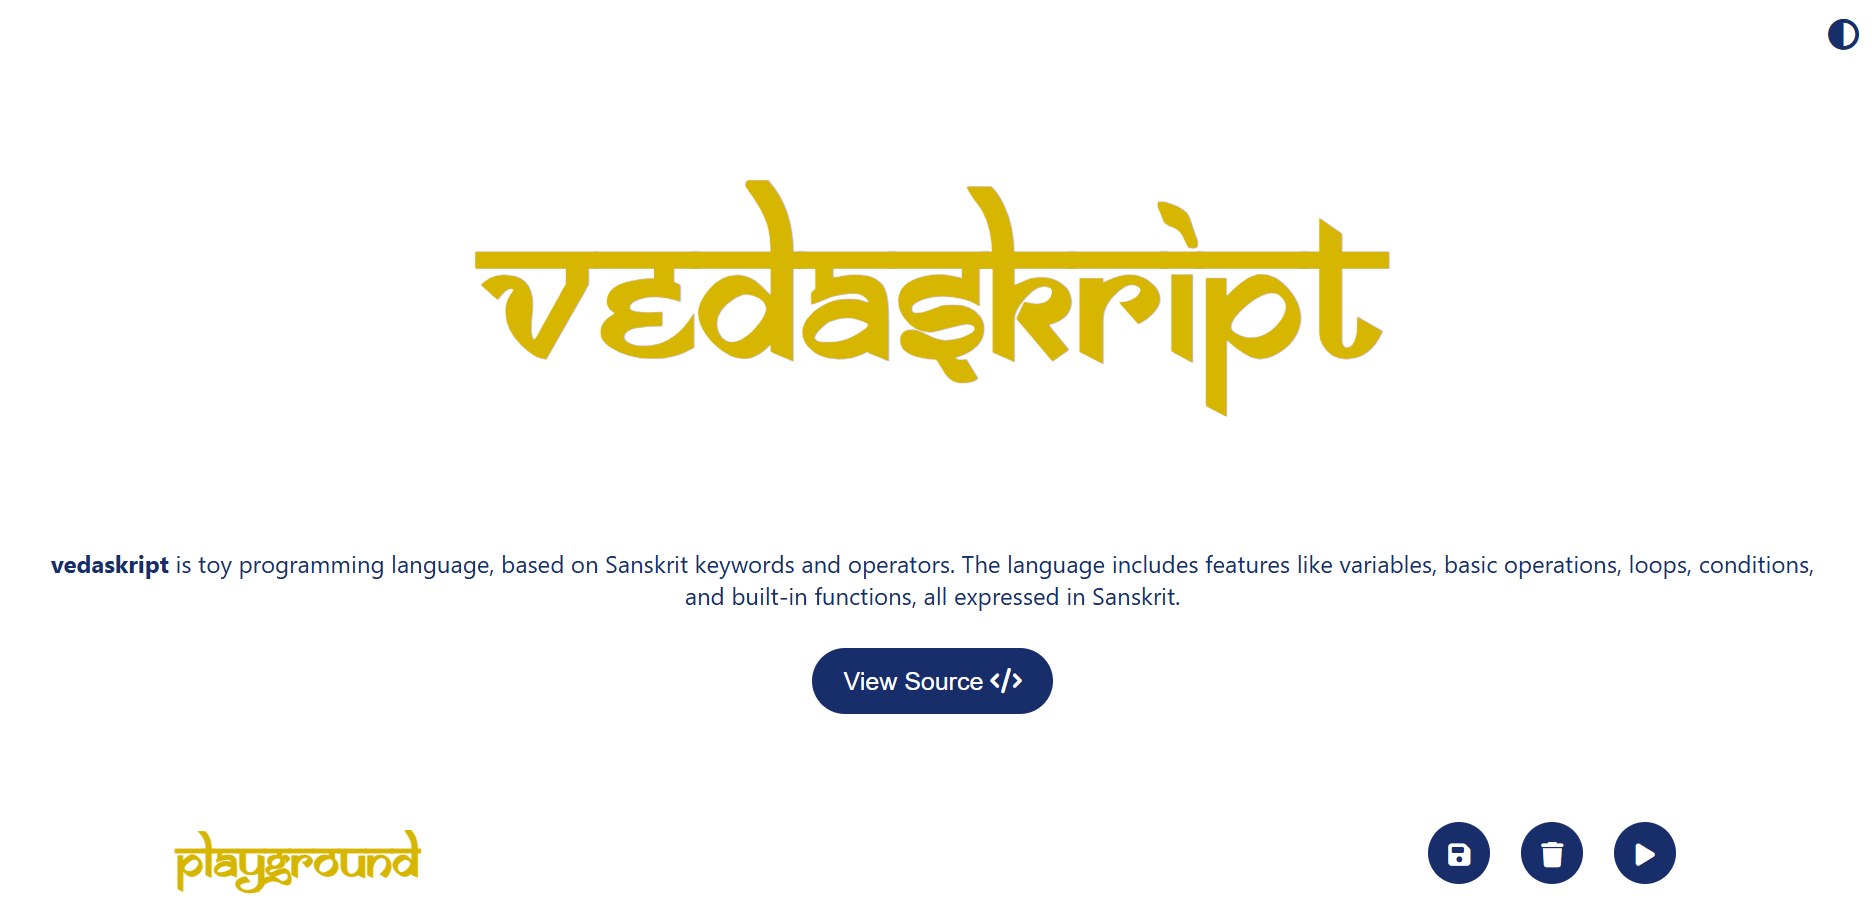 vedaskript
vedaskript is toy programming language, based on Sanskrit keywords and operators. The language includes features like variables, basic operations, loops, conditions,
and built-in functions, all expressed in Sanskrit.
View Source </>
playground